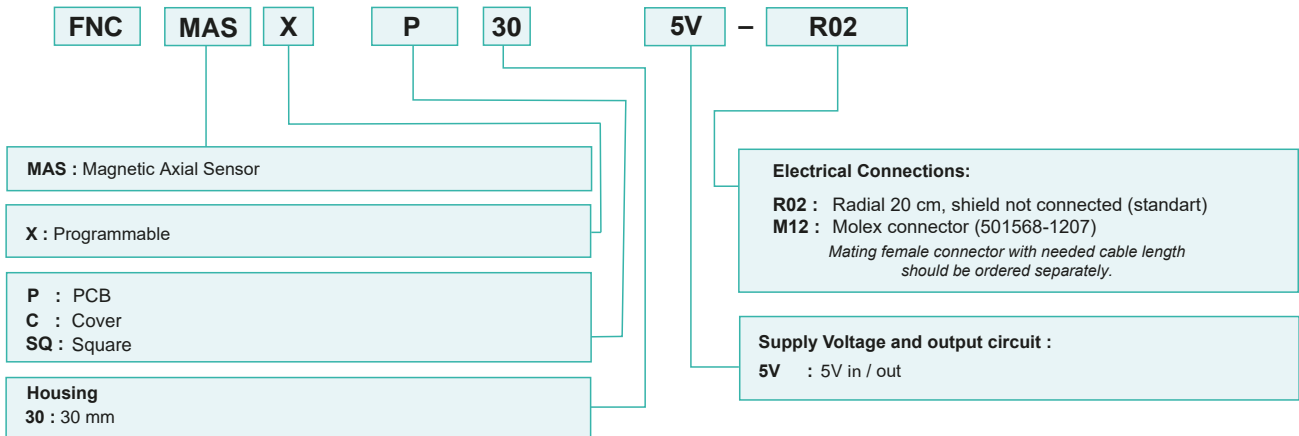 FNC MAS X P 30 5V – R02
MAS : Magnetic Axial Sensor
X : Programmable
P : PCB
C : Cover
SQ : Square
Housing
30 : 30 mm
Electrical Connections:
R02 : Radial 20 cm, shield not connected (standart)
M12 : Molex connector (501568-1207)
Mating female connector with needed cable length
should be ordered separately.
Supply Voltage and output circuit :
5V : 5V in / out